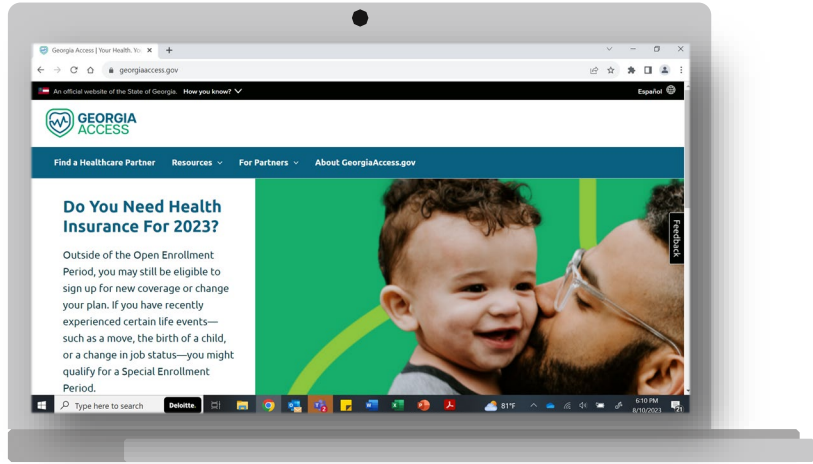 Georgia Access | Your Health. Yo
georgiaaccess.gov
An official website of the State of Georgia. How you know?
Español
GEORGIA
ACCESS
Find a Healthcare Partner Resources For Partners About GeorgiaAccess.gov
Do You Need Health
Insurance For 2023?
Outside of the Open Enrollment
Period, you may still be eligible to
sign up for new coverage or change
your plan. If you have recently
experienced certain life events—
such as a move, the birth of a child,
or a change in job status—you might
qualify for a Special Enrollment
Period.
Feedback
Type here to search Deloitte. 81°F 6:10 PM
8/10/2023 21